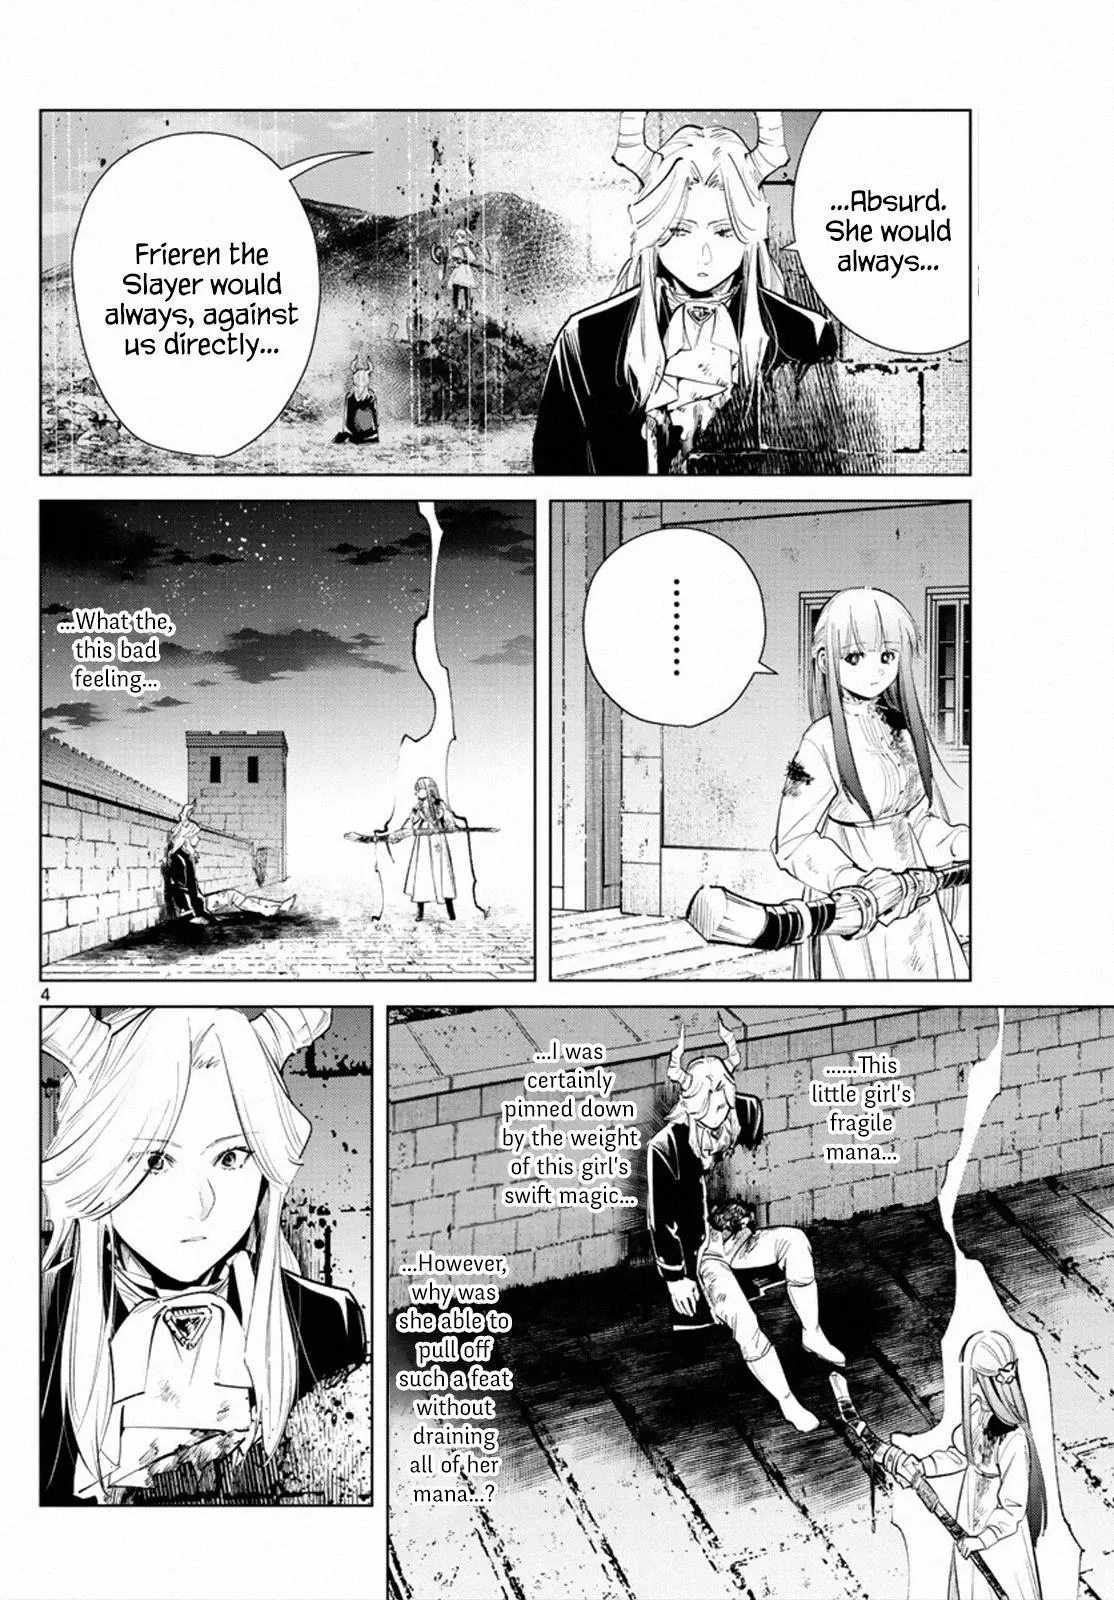 ...Absurd.
She would
always...
Frieren the
Slayer would
always, against
us directly...
.........
...What the,
this bad
feeling...
4
......This
little girl's
fragile
mana...
...I was
certainly
pinned down
by the weight
of this girl's
swift magic...
...However,
why was
she able to
pull off
such a feat
without
draining
all of her
mana...?